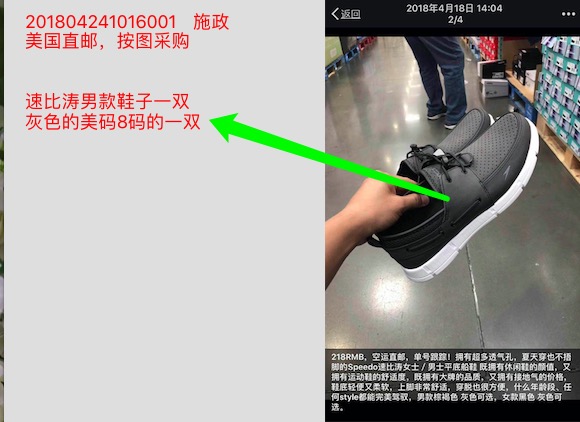 201804241016001 施政
美国直邮，按图采购
速比涛男款鞋子一双
灰色的美码8码的一双
返回
2018年4月18日 14:04
2/4
218RMB，空运直邮，单号跟踪！拥有超多透气孔，夏天穿也不捂
脚的Speedo速比涛女士 / 男士平底船鞋 既拥有休闲鞋的颜值，又
拥有运动鞋的舒适度，既拥有大牌的品质，又拥有接地气的价格，
鞋底轻便又柔软，上脚非常舒适，穿脱也很方便，什么年龄段、任
何style都能完美驾驭，男款棕褐色 灰色可选，女款黑色 灰色可
选。